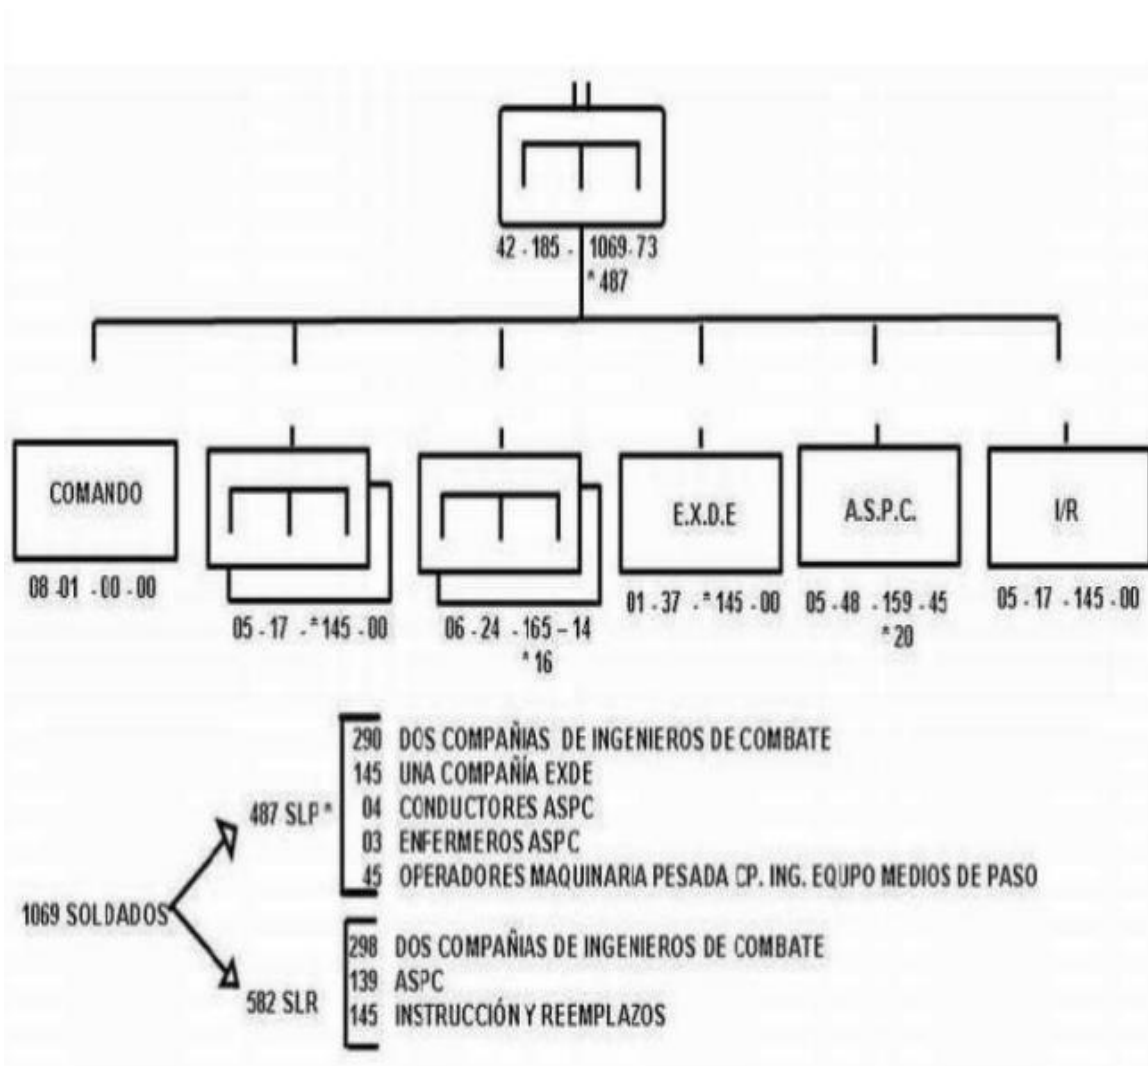 42 - 185 - 1069 - 73
* 487
COMANDO
E.X.D.E
A.S.P.C.
I/R
08 -01 - 00 - 00
05 - 17 - *145 - 00
06 - 24 - 165 – 14
* 16
01 - 37 - *145 - 00
05 - 48 - 159 - 45
* 20
05 - 17 - 145 - 00
1069 SOLDADOS
487 SLP *
290 DOS COMPAÑIAS DE INGENIEROS DE COMBATE
145 UNA COMPAÑÍA EXDE
04 CONDUCTORES ASPC
03 ENFERMEROS ASPC
45 OPERADORES MAQUINARIA PESADA CP. ING. EQUPO MEDIOS DE PASO
582 SLR
298 DOS COMPAÑIAS DE INGENIEROS DE COMBATE
139 ASPC
145 INSTRUCCIÓN Y REEMPLAZOS